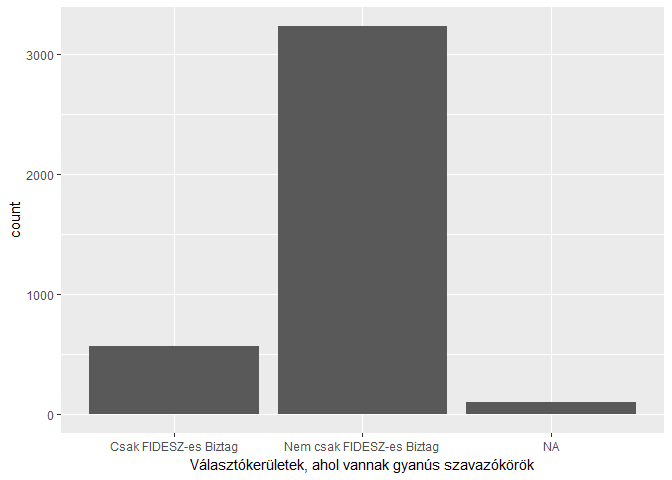 3000
2000
1000
0
count
Csak FIDESZ-es Biztag
Nem csak FIDESZ-es Biztag
NA
Választókerületek, ahol vannak gyanús szavazókörök